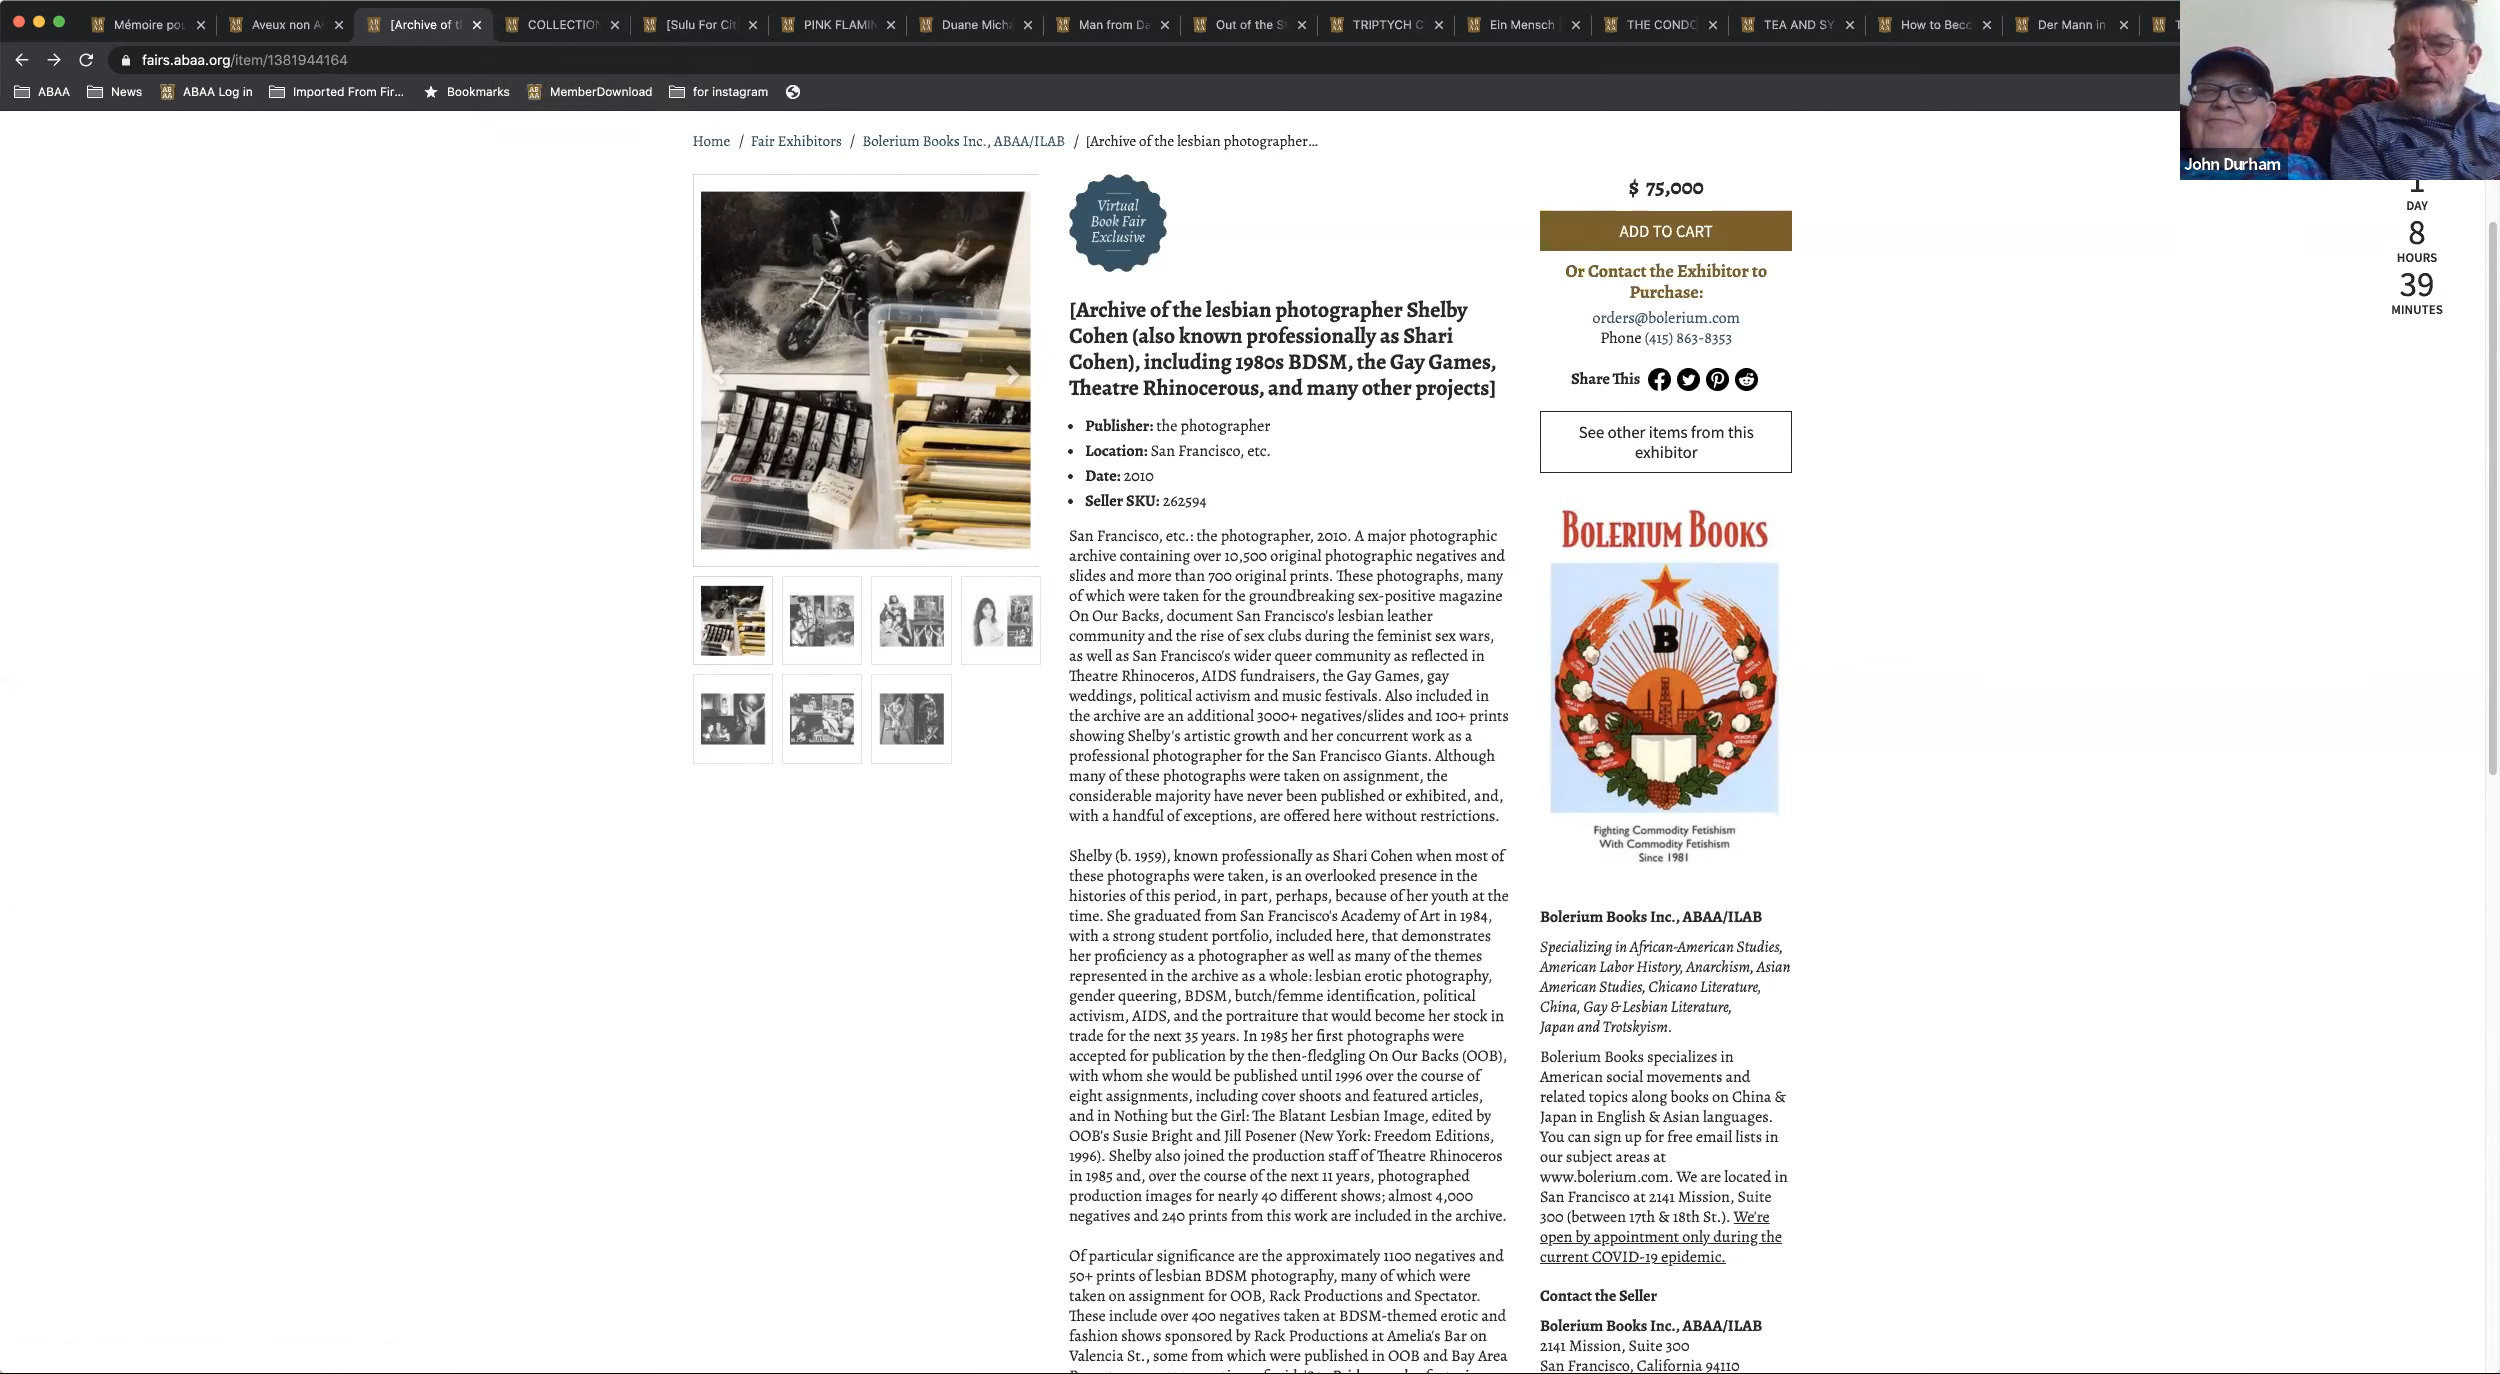 Mémoire po
Aveux non A
[Archive of t
COLLECTION
[Sulu For Cit
PINK FLAMIN
Duane Micha
Man from Da
Out of the S
TRIPTYCH C
Ein Mensch
THE CONDO
TEA AND SY
How to Beco
Der Mann in
fairs.abaa.org/item/1381944164
ABAA
News
ABAA Log in
Imported From Fir...
Bookmarks
MemberDownload
for instagram
John Durham
Home / Fair Exhibitors / Bolerium Books Inc., ABAA/ILAB / [Archive of the lesbian photographer...
Virtual
Book Fair
Exclusive
[Archive of the lesbian photographer Shelby
Cohen (also known professionally as Shari
Cohen), including 1980s BDSM, the Gay Games,
Theatre Rhinocerous, and many other projects]
• Publisher: the photographer
• Location: San Francisco, etc.
• Date: 2010
• Seller SKU: 262594
San Francisco, etc.: the photographer, 2010. A major photographic
archive containing over 10,500 original photographic negatives and
slides and more than 700 original prints. These photographs, many
of which were taken for the groundbreaking sex-positive magazine
On Our Backs, document San Francisco's lesbian leather
community and the rise of sex clubs during the feminist sex wars,
as well as San Francisco's wider queer community as reflected in
Theatre Rhinoceros, AIDS fundraisers, the Gay Games, gay
weddings, political activism and music festivals. Also included in
the archive are an additional 3000+ negatives/slides and 100+ prints
showing Shelby's artistic growth and her concurrent work as a
professional photographer for the San Francisco Giants. Although
many of these photographs were taken on assignment, the
considerable majority have never been published or exhibited, and,
with a handful of exceptions, are offered here without restrictions.
Shelby (b. 1959), known professionally as Shari Cohen when most of
these photographs were taken, is an overlooked presence in the
histories of this period, in part, perhaps, because of her youth at the
time. She graduated from San Francisco's Academy of Art in 1984,
with a strong student portfolio, included here, that demonstrates
her proficiency as a photographer as well as many of the themes
represented in the archive as a whole: lesbian erotic photography,
gender queering, BDSM, butch/femme identification, political
activism, AIDS, and the portraiture that would become her stock in
trade for the next 35 years. In 1985 her first photographs were
accepted for publication by the then-fledgling On Our Backs (OOB),
with whom she would be published until 1996 over the course of
eight assignments, including cover shoots and featured articles,
and in Nothing but the Girl: The Blatant Lesbian Image, edited by
OOB's Susie Bright and Jill Posener (New York: Freedom Editions,
1996). Shelby also joined the production staff of Theatre Rhinoceros
in 1985 and, over the course of the next 11 years, photographed
production images for nearly 40 different shows; almost 4,000
negatives and 240 prints from this work are included in the archive.
Of particular significance are the approximately 1100 negatives and
50+ prints of lesbian BDSM photography, many of which were
taken on assignment for OOB, Rack Productions and Spectator.
These include over 400 negatives taken at BDSM-themed erotic and
fashion shows sponsored by Rack Productions at Amelia's Bar on
Valencia St., some from which were published in OOB and Bay Area
$ 75,000
ADD TO CART
Or Contact the Exhibitor to
Purchase:
orders@bolerium.com
Phone (415) 863-8353
Share This
See other items from this
exhibitor
BOLERIUM BOOKS
B
Fighting Commodity Fetishism
With Commodity Fetishism
Since 1981
Bolerium Books Inc., ABAA/ILAB
Specializing in African-American Studies,
American Labor History, Anarchism, Asian
American Studies, Chicano Literature,
China, Gay & Lesbian Literature,
Japan and Trotskyism.
Bolerium Books specializes in
American social movements and
related topics along books on China &
Japan in English & Asian languages.
You can sign up for free email lists in
our subject areas at
www.bolerium.com. We are located in
San Francisco at 2141 Mission, Suite
300 (between 17th & 18th St.). We're
open by appointment only during the
current COVID-19 epidemic.
Contact the Seller
Bolerium Books Inc., ABAA/ILAB
2141 Mission, Suite 300
San Francisco, California 94110
1
DAY
8
HOURS
39
MINUTES